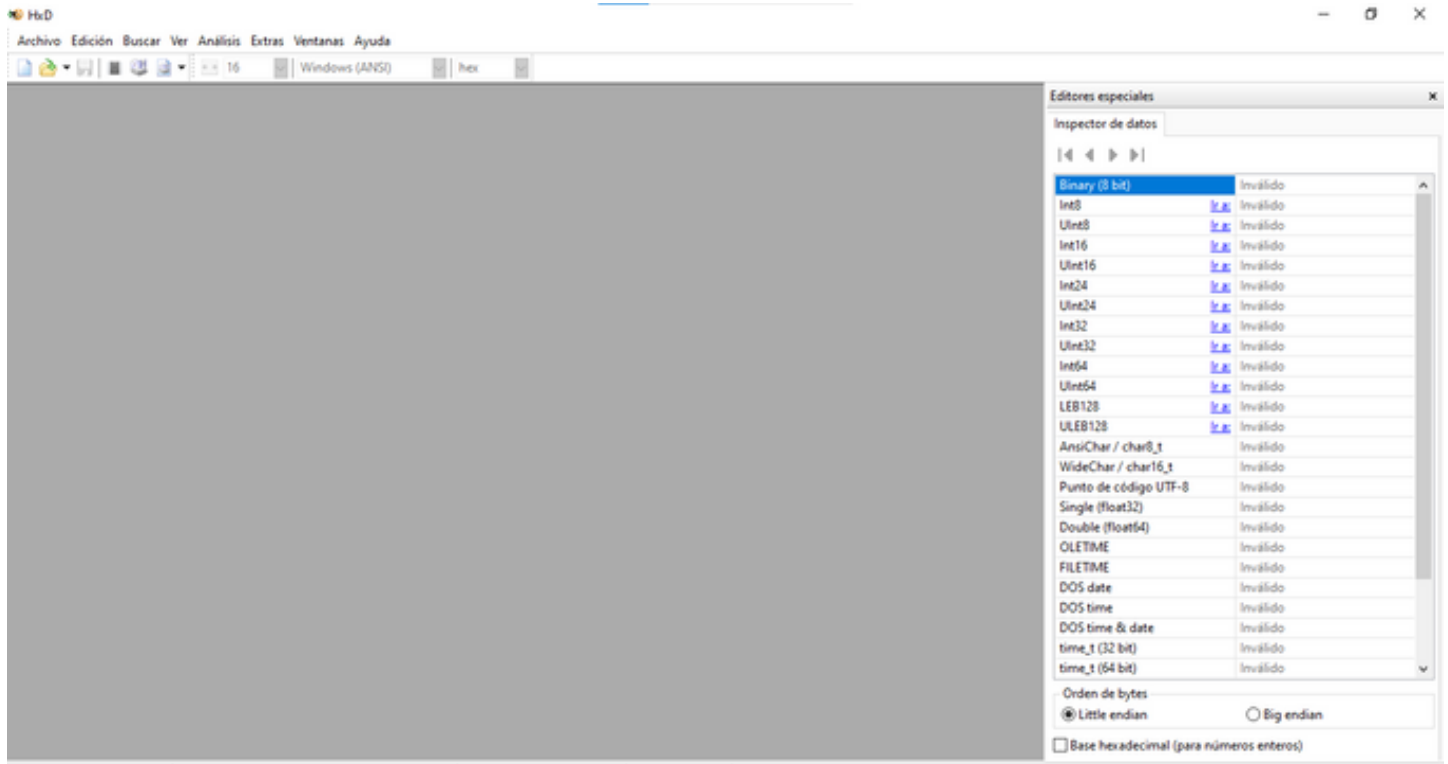 HxD
Archivo Edición Buscar Ver Análisis Extras Ventanas Ayuda
16 Windows (ANSI) hex
Editores especiales
Inspector de datos
Binary (8 bit) Inválido
Int8 Ir a: Inválido
UInt8 Ir a: Inválido
Int16 Ir a: Inválido
UInt16 Ir a: Inválido
Int24 Ir a: Inválido
UInt24 Ir a: Inválido
Int32 Ir a: Inválido
UInt32 Ir a: Inválido
Int64 Ir a: Inválido
UInt64 Ir a: Inválido
LEB128 Ir a: Inválido
ULEB128 Ir a: Inválido
AnsiChar / char8_t Inválido
WideChar / char16_t Inválido
Punto de código UTF-8 Inválido
Single (float32) Inválido
Double (float64) Inválido
OLETIME Inválido
FILETIME Inválido
DOS date Inválido
DOS time Inválido
DOS time & date Inválido
time_t (32 bit) Inválido
time_t (64 bit) Inválido
Orden de bytes
Little endian Big endian
Base hexadecimal (para números enteros)